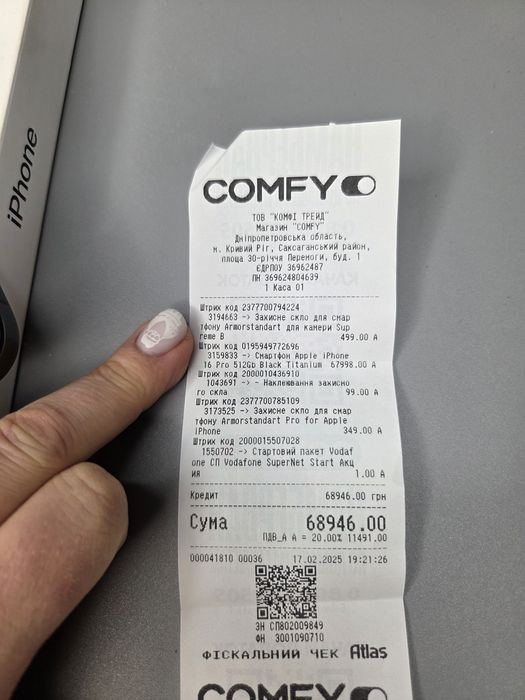 iPhone
COMFY
ТОВ "КОМФІ ТРЕЙД"
Магазин "COMFY"
Дніпропетровська область,
м. Кривий Ріг, Саксаганський район,
площа 30-річчя Перемоги, буд. 1
ЄДРПОУ 36962487
ПН 369624804639
1 Каса 01
Штрих код 2377700794224
3194663 -> Захисне скло для смар
тфону Armorstandart для камери Sup
reme B 499.00 А
Штрих код 0195949772696
3159833 -> Смартфон Apple iPhone
16 Pro 512Gb Black Titanium 67998.00 А
Штрих код 2000010436910
1043691 -> - Наклеювання захисно
го скла 99.00 А
Штрих код 2377700785109
3173525 -> Захисне скло для смар
тфону Armorstandart Pro for Apple
iPhone 349.00 А
Штрих код 2000015507028
1550702 -> Стартовий пакет Vodaf
one СП Vodafone SuperNet Start Акц
ия 1.00 А
Кредит 68946.00 грн
Сума 68946.00
ПДВ_А А = 20.00% 11491.00
000041810 00036 17.02.2025 19:21:26
ЗН СП802009849
ФН 3001090710
ФІСКАЛЬНИЙ ЧЕК Atlas
COMFY